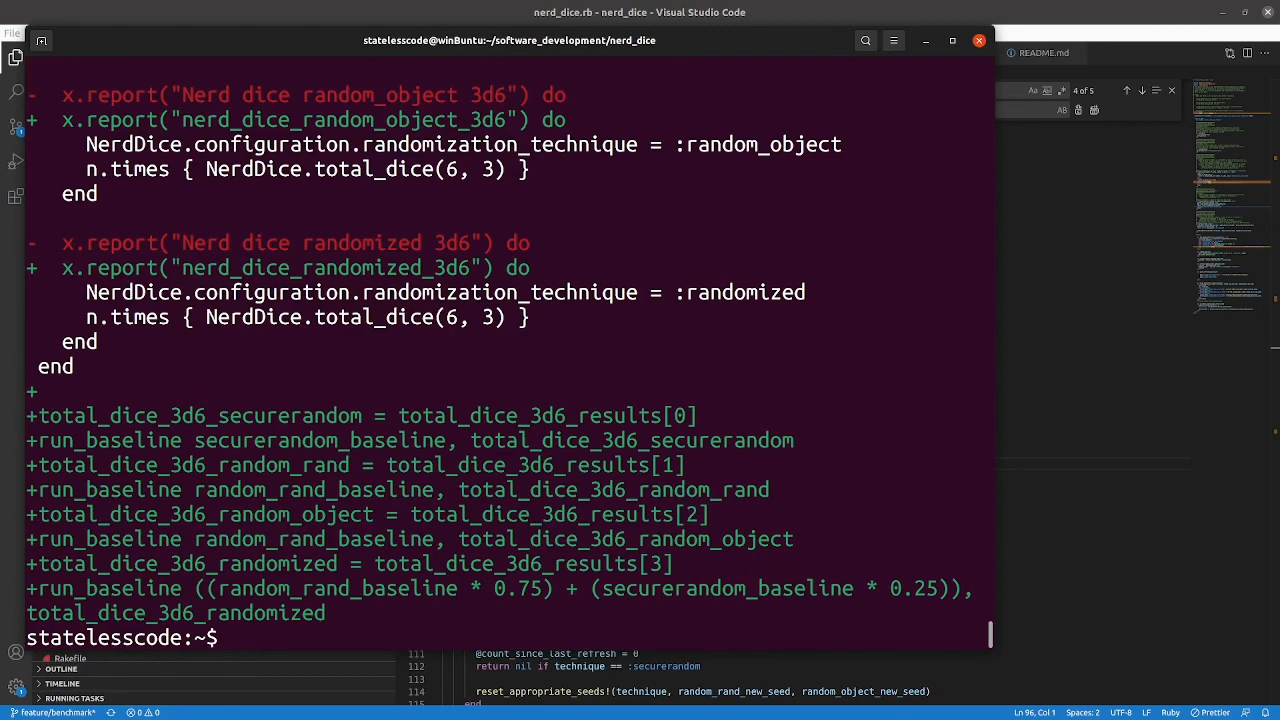 nerd_dice.rb - nerd_dice - Visual Studio Code
File
statelesscode@winBuntu:~/software_development/nerd_dice
README.md
Aa
4 of 5
AB
-  x.report("Nerd dice random_object 3d6") do
+  x.report("nerd_dice_random_object_3d6") do
NerdDice.configuration.randomization_technique = :random_object
n.times { NerdDice.total_dice(6, 3) }
end
-  x.report("Nerd dice randomized 3d6") do
+  x.report("nerd_dice_randomized_3d6")
NerdDice.configuration.randomization_technique = :randomized
n.times { NerdDice.total_dice(6, 3) }
end
end
+
+total_dice_3d6_securerandom = total_dice_3d6_results[0]
+run_baseline securerandom_baseline, total_dice_3d6_securerandom
+total_dice_3d6_random_rand = total_dice_3d6_results[1]
+run_baseline random_rand_baseline, total_dice_3d6_random_rand
+total_dice_3d6_random_object = total_dice_3d6_results[2]
+run_baseline random_rand_baseline, total_dice_3d6_random_object
+total_dice_3d6_randomized = total_dice_3d6_results[3]
+run_baseline ((random_rand_baseline * 0.75) + (securerandom_baseline * 0.25)),
total_dice_3d6_randomized
statelesscode:~$
Rakefile
OUTLINE
TIMELINE
RUNNING TASKS
111 @count_since_last_refresh = 0
112 return nil if technique == :securerandom
113
114 reset_appropriate_seeds!(technique, random_rand_new_seed, random_object_new_seed)
end
feature/benchmark*
0 0
Ln 96, Col 1
Spaces: 2
UTF-8
LF
Ruby
Prettier